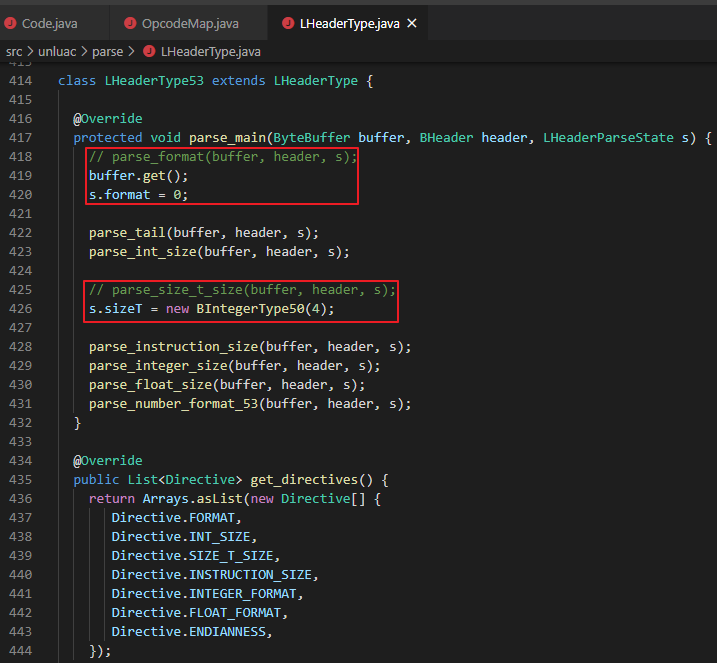 Code.java OpcodeMap.java LHeaderType.java
src > unluac > parse > LHeaderType.java
413
414 class LHeaderType53 extends LHeaderType {
415
416 @Override
417 protected void parse_main(ByteBuffer buffer, BHeader header, LHeaderParseState s) {
418 // parse_format(buffer, header, s);
419 buffer.get();
420 s.format = 0;
421
422 parse_tail(buffer, header, s);
423 parse_int_size(buffer, header, s);
424
425 // parse_size_t_size(buffer, header, s);
426 s.sizeT = new BIntegerType50(4);
427
428 parse_instruction_size(buffer, header, s);
429 parse_integer_size(buffer, header, s);
430 parse_float_size(buffer, header, s);
431 parse_number_format_53(buffer, header, s);
432 }
433
434 @Override
435 public List<Directive> get_directives() {
436 return Arrays.asList(new Directive[] {
437 Directive.FORMAT,
438 Directive.INT_SIZE,
439 Directive.SIZE_T_SIZE,
440 Directive.INSTRUCTION_SIZE,
441 Directive.INTEGER_FORMAT,
442 Directive.FLOAT_FORMAT,
443 Directive.ENDIANNESS,
444 });